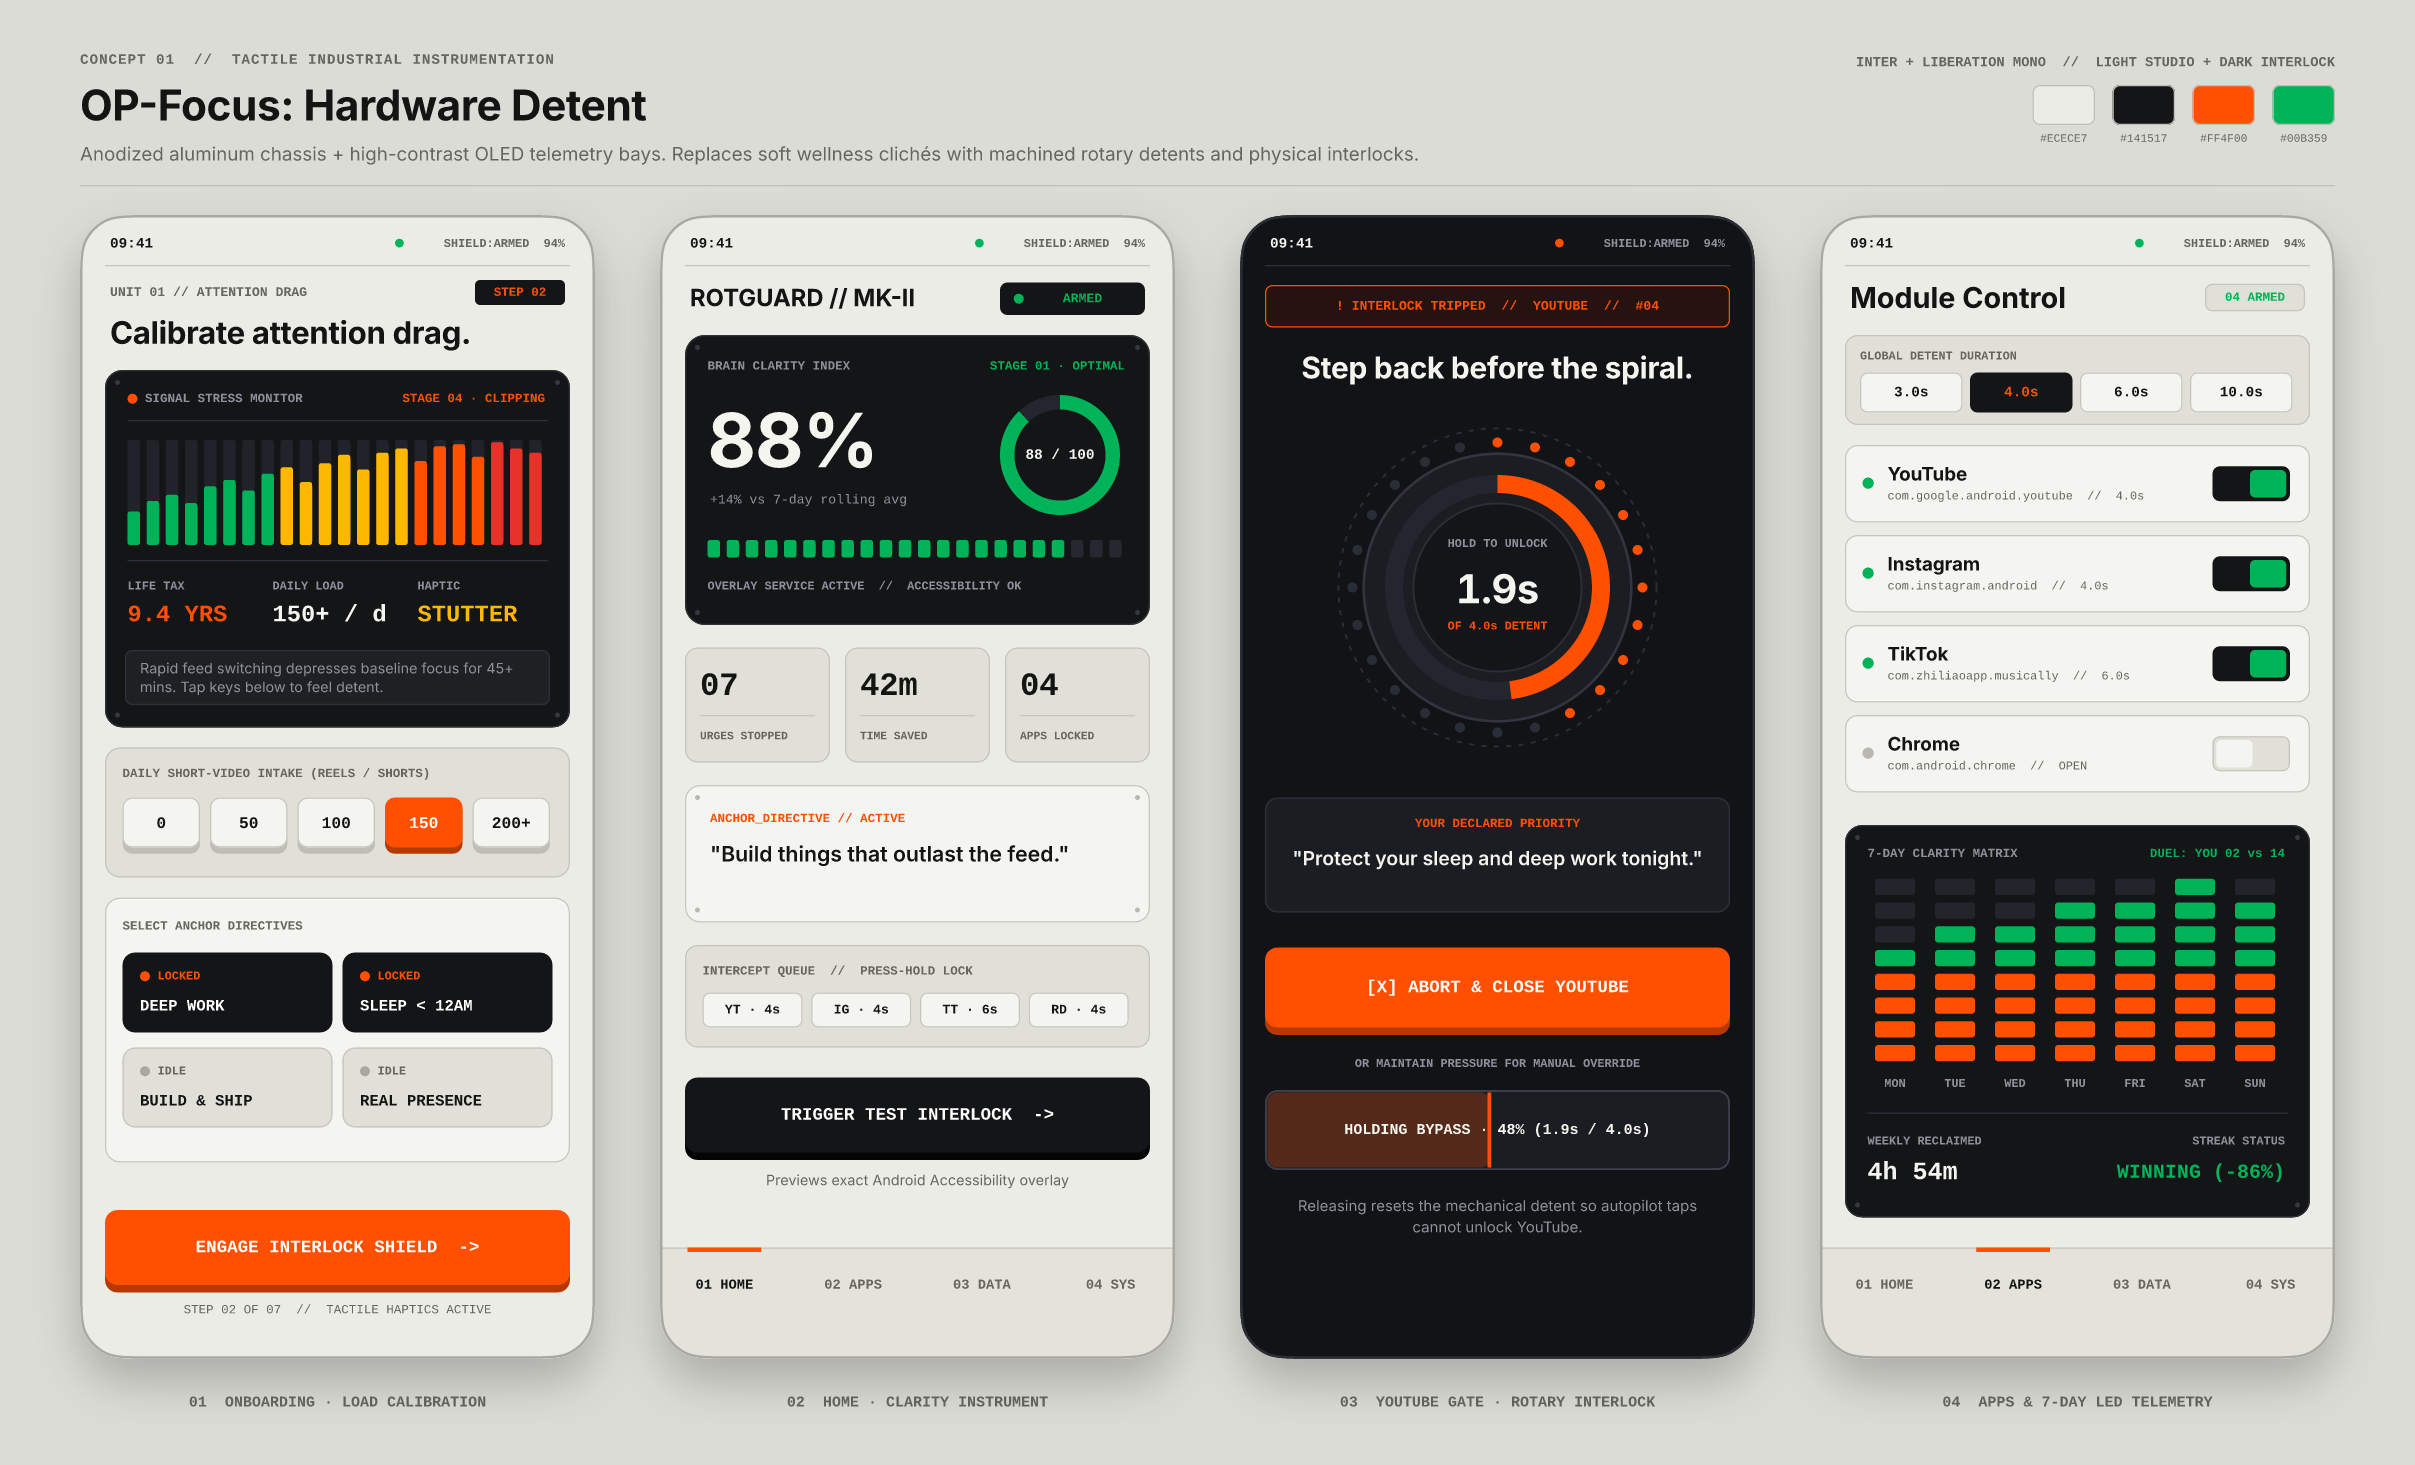 CONCEPT 01 // TACTILE INDUSTRIAL INSTRUMENTATION
OP-Focus: Hardware Detent
Anodized aluminum chassis + high-contrast OLED telemetry bays. Replaces soft wellness clichés with machined rotary detents and physical interlocks.
INTER + LIBERATION MONO // LIGHT STUDIO + DARK INTERLOCK
#ECECE7 #141517 #FF4F00 #00B359
09:41 SHIELD:ARMED 94%
UNIT 01 // ATTENTION DRAG STEP 02
Calibrate attention drag.
SIGNAL STRESS MONITOR STAGE 04 · CLIPPING
LIFE TAX DAILY LOAD HAPTIC
9.4 YRS 150+ / d STUTTER
Rapid feed switching depresses baseline focus for 45+
mins. Tap keys below to feel detent.
DAILY SHORT-VIDEO INTAKE (REELS / SHORTS)
0 50 100 150 200+
SELECT ANCHOR DIRECTIVES
LOCKED LOCKED
DEEP WORK SLEEP < 12AM
IDLE IDLE
BUILD & SHIP REAL PRESENCE
ENGAGE INTERLOCK SHIELD ->
STEP 02 OF 07 // TACTILE HAPTICS ACTIVE
01 ONBOARDING · LOAD CALIBRATION
09:41 SHIELD:ARMED 94%
ROTGUARD // MK-II ARMED
BRAIN CLARITY INDEX STAGE 01 · OPTIMAL
88% 88 / 100
+14% vs 7-day rolling avg
OVERLAY SERVICE ACTIVE // ACCESSIBILITY OK
07 42m 04
URGES STOPPED TIME SAVED APPS LOCKED
ANCHOR_DIRECTIVE // ACTIVE
"Build things that outlast the feed."
INTERCEPT QUEUE // PRESS-HOLD LOCK
YT · 4s IG · 4s TT · 6s RD · 4s
TRIGGER TEST INTERLOCK ->
Previews exact Android Accessibility overlay
01 HOME 02 APPS 03 DATA 04 SYS
02 HOME · CLARITY INSTRUMENT
09:41 SHIELD:ARMED 94%
! INTERLOCK TRIPPED // YOUTUBE // #04
Step back before the spiral.
HOLD TO UNLOCK
1.9s
OF 4.0s DETENT
YOUR DECLARED PRIORITY
"Protect your sleep and deep work tonight."
[X] ABORT & CLOSE YOUTUBE
OR MAINTAIN PRESSURE FOR MANUAL OVERRIDE
HOLDING BYPASS · 48% (1.9s / 4.0s)
Releasing resets the mechanical detent so autopilot taps
cannot unlock YouTube.
03 YOUTUBE GATE · ROTARY INTERLOCK
09:41 SHIELD:ARMED 94%
Module Control 04 ARMED
GLOBAL DETENT DURATION
3.0s 4.0s 6.0s 10.0s
YouTube
com.google.android.youtube // 4.0s
Instagram
com.instagram.android // 4.0s
TikTok
com.zhiliaoapp.musically // 6.0s
Chrome
com.android.chrome // OPEN
7-DAY CLARITY MATRIX DUEL: YOU 02 vs 14
MON TUE WED THU FRI SAT SUN
WEEKLY RECLAIMED STREAK STATUS
4h 54m WINNING (-86%)
01 HOME 02 APPS 03 DATA 04 SYS
04 APPS & 7-DAY LED TELEMETRY